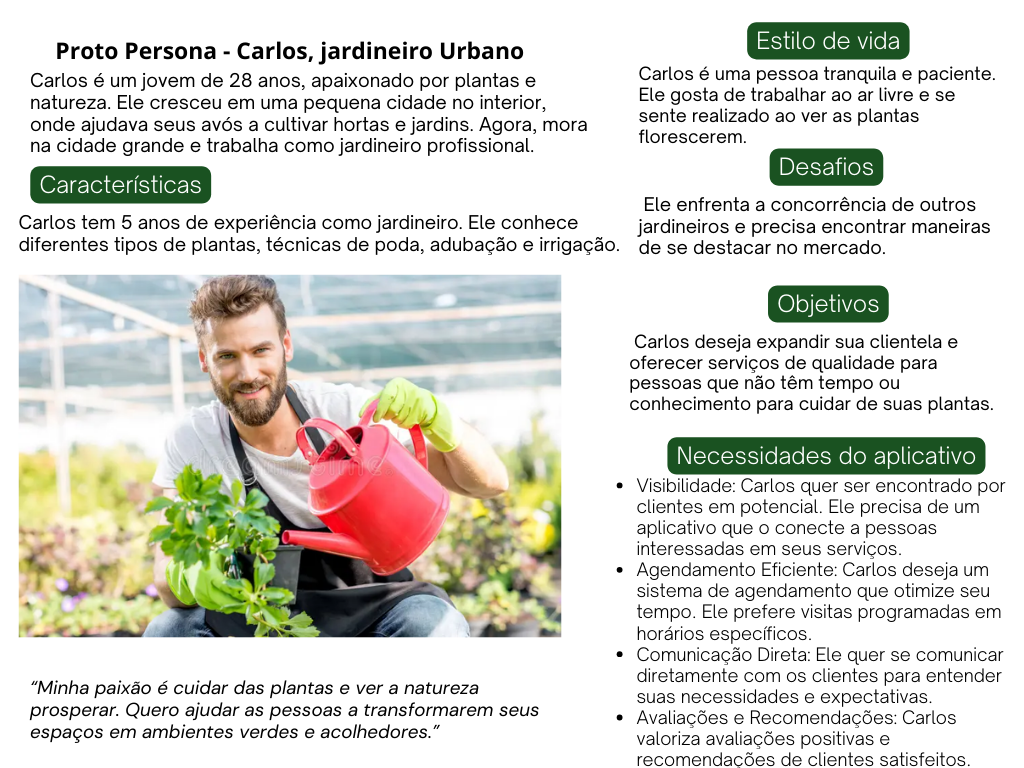 Proto Persona - Carlos, jardineiro Urbano
Carlos é um jovem de 28 anos, apaixonado por plantas e
natureza. Ele cresceu em uma pequena cidade no interior,
onde ajudava seus avós a cultivar hortas e jardins. Agora, mora
na cidade grande e trabalha como jardineiro profissional.
Características
Carlos tem 5 anos de experiência como jardineiro. Ele conhece
diferentes tipos de plantas, técnicas de poda, adubação e irrigação.
“Minha paixão é cuidar das plantas e ver a natureza
prosperar. Quero ajudar as pessoas a transformarem seus
espaços em ambientes verdes e acolhedores.”
Estilo de vida
Carlos é uma pessoa tranquila e paciente.
Ele gosta de trabalhar ao ar livre e se
sente realizado ao ver as plantas
florescerem.
Desafios
Ele enfrenta a concorrência de outros
jardineiros e precisa encontrar maneiras
de se destacar no mercado.
Objetivos
Carlos deseja expandir sua clientela e
oferecer serviços de qualidade para
pessoas que não têm tempo ou
conhecimento para cuidar de suas plantas.
Necessidades do aplicativo
• Visibilidade: Carlos quer ser encontrado por
clientes em potencial. Ele precisa de um
aplicativo que o conecte a pessoas
interessadas em seus serviços.
• Agendamento Eficiente: Carlos deseja um
sistema de agendamento que otimize seu
tempo. Ele prefere visitas programadas em
horários específicos.
• Comunicação Direta: Ele quer se comunicar
diretamente com os clientes para entender
suas necessidades e expectativas.
• Avaliações e Recomendações: Carlos
valoriza avaliações positivas e
recomendações de clientes satisfeitos.